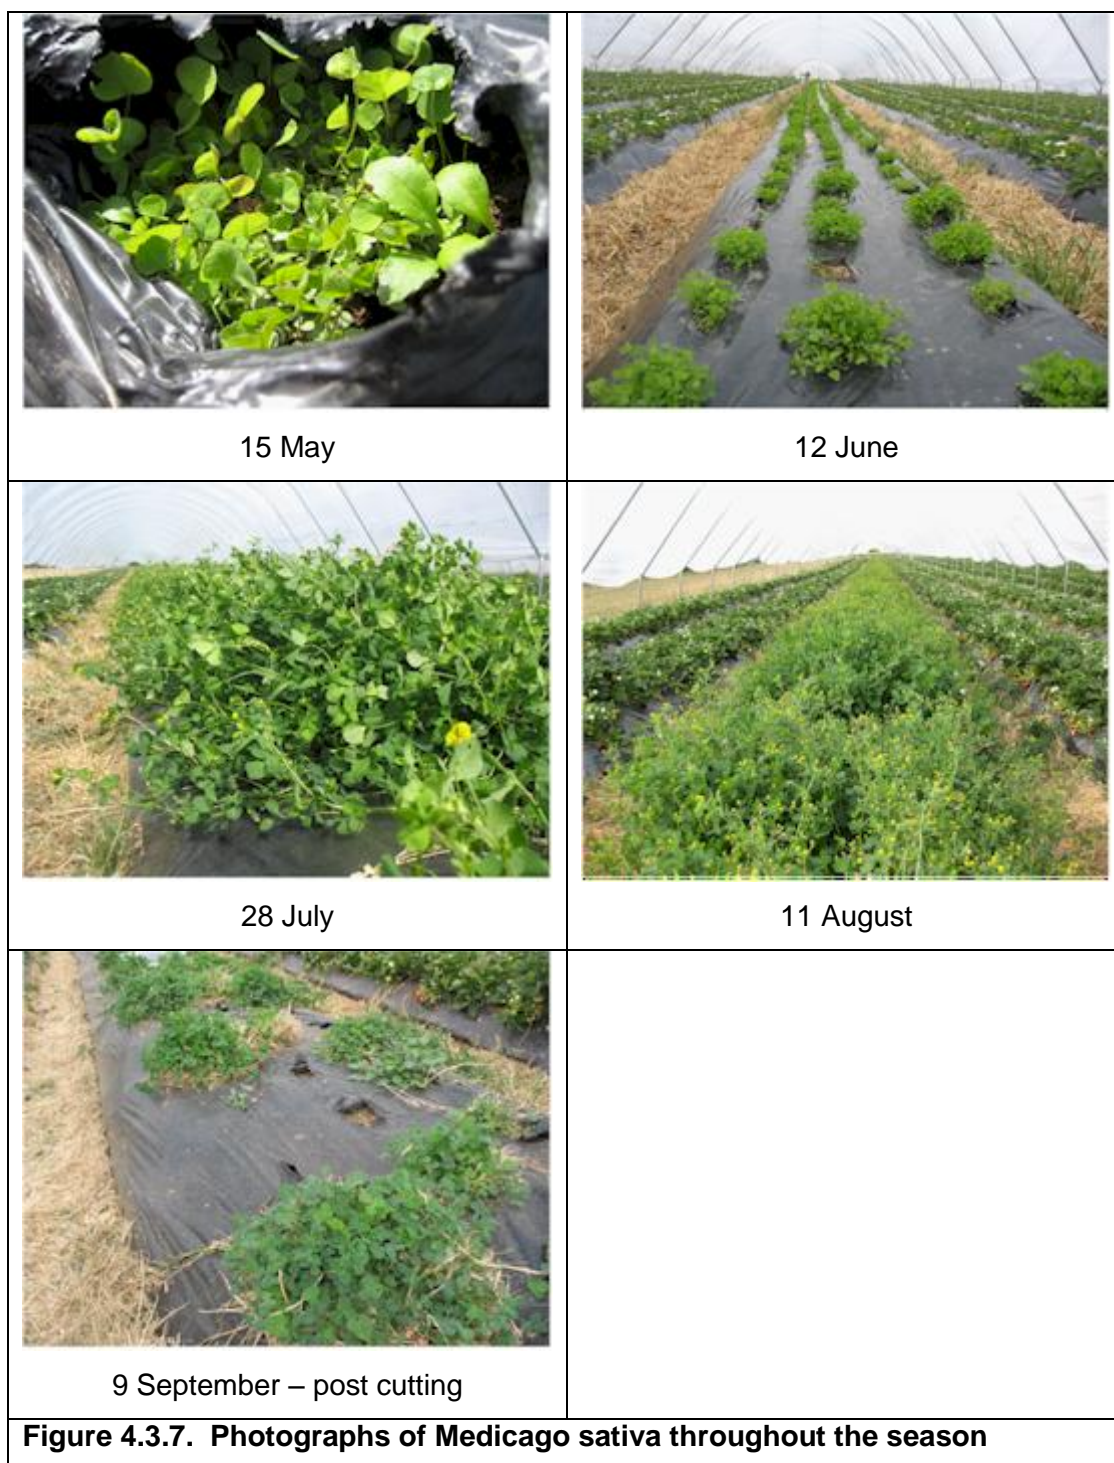 15 May
12 June
28 July
11 August
9 September – post cutting
Figure 4.3.7.  Photographs of Medicago sativa throughout the season